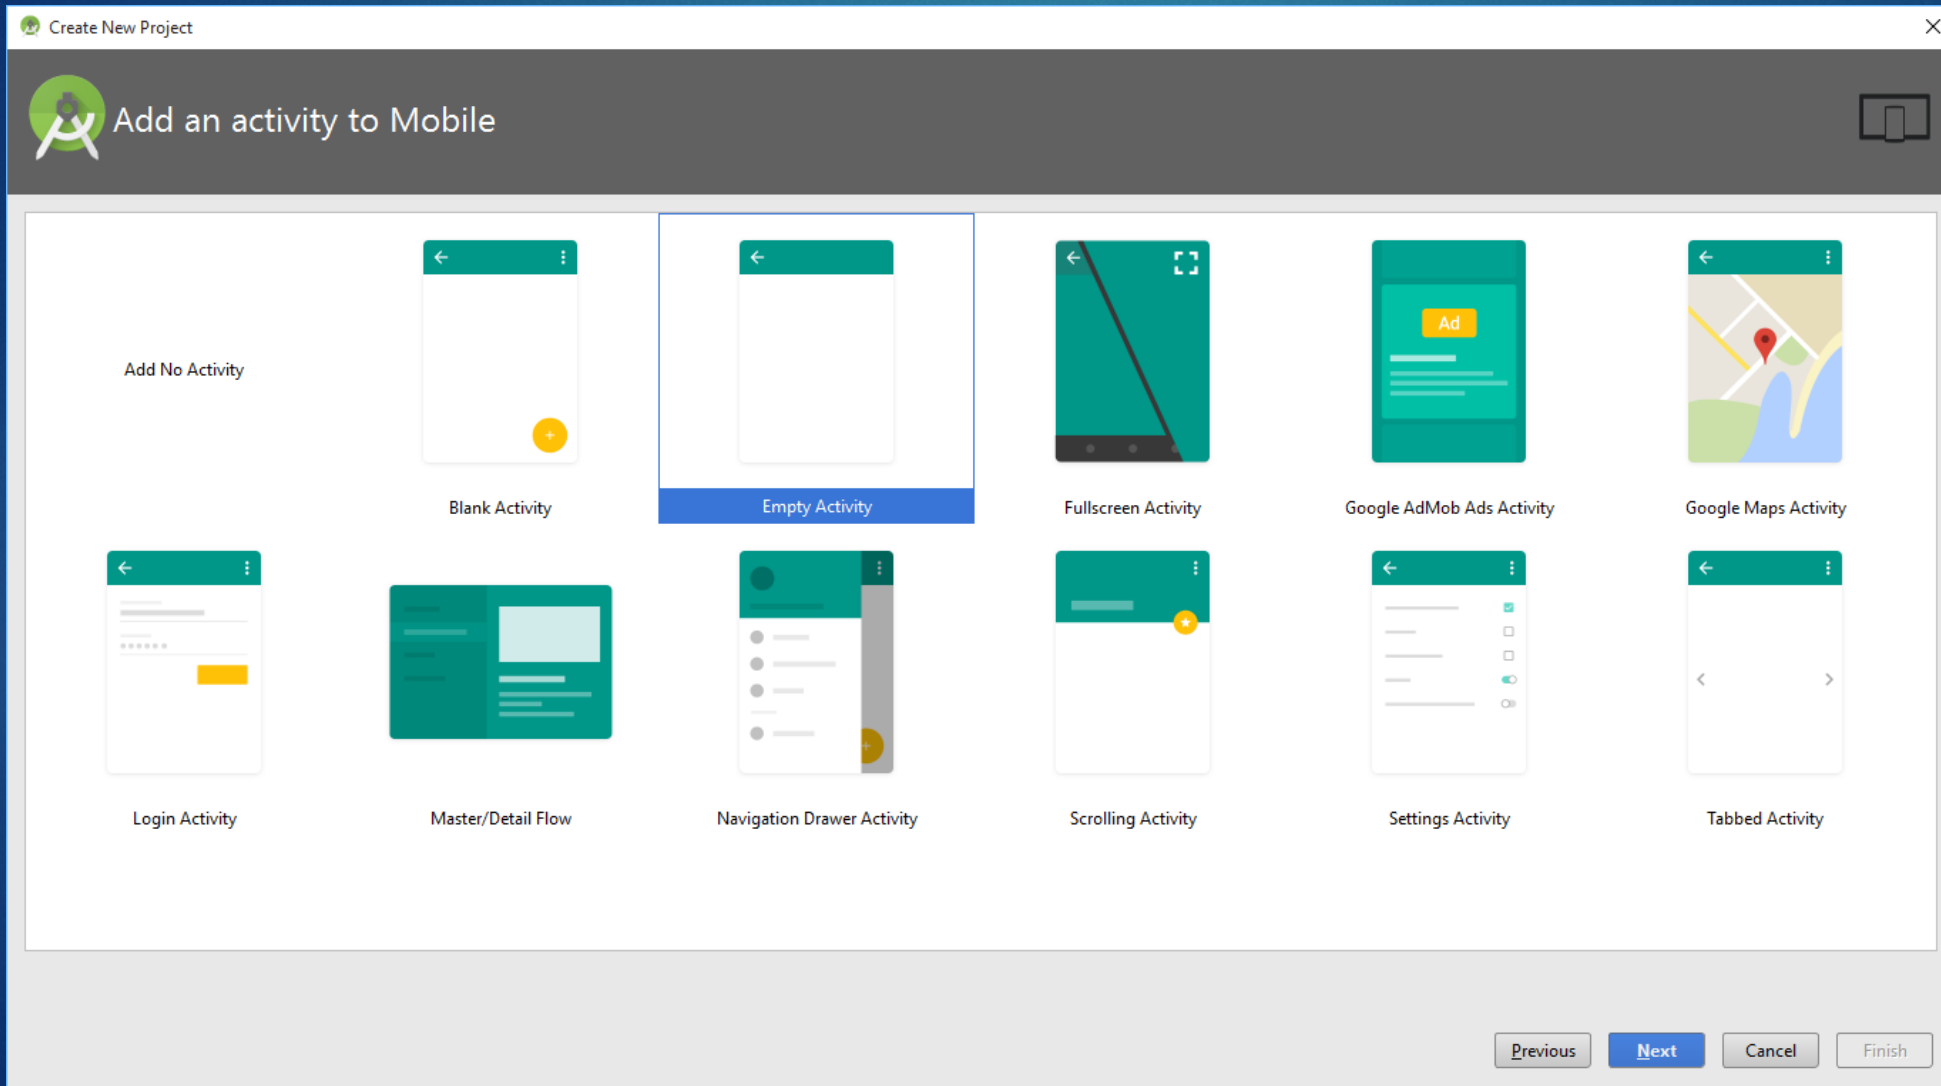 Create New Project
Add an activity to Mobile
Ad
Add No Activity
Blank Activity
Empty Activity
Fullscreen Activity
Google AdMob Ads Activity
Google Maps Activity
Login Activity
Master/Detail Flow
Navigation Drawer Activity
Scrolling Activity
Settings Activity
Tabbed Activity
Previous
Next
Cancel
Finish